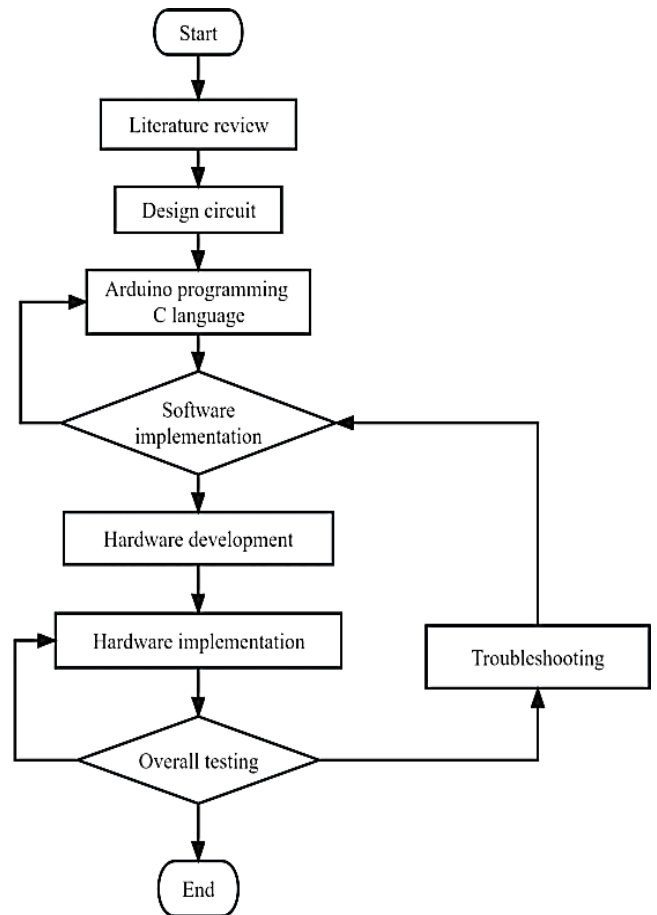 Start
Literature review
Design circuit
Arduino programming
C language
Software
implementation
Hardware development
Hardware implementation
Troubleshooting
Overall testing
End